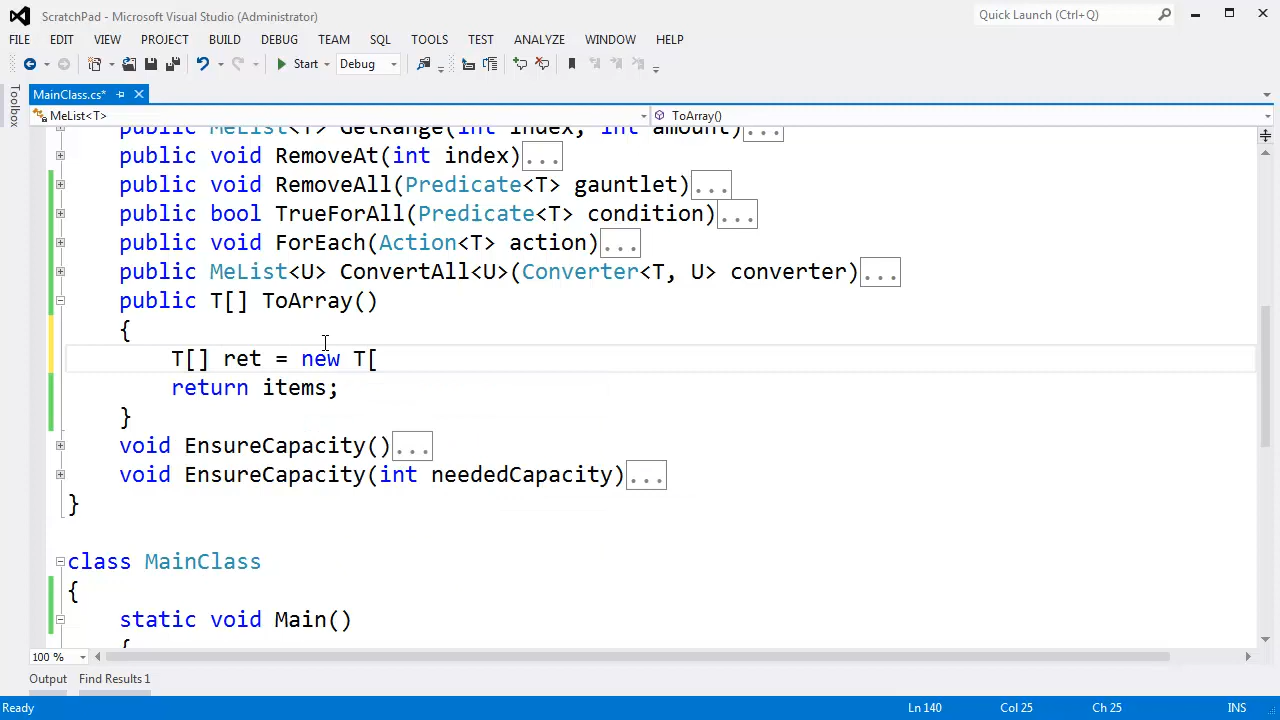 ScratchPad - Microsoft Visual Studio (Administrator)
Quick Launch (Ctrl+Q)
FILE EDIT VIEW PROJECT BUILD DEBUG TEAM SQL TOOLS TEST ANALYZE WINDOW HELP
Start Debug
Toolbox
MainClass.cs*
MeList<T> ToArray()
public MeList<T> GetRange(int index, int amount)...
public void RemoveAt(int index)...
public void RemoveAll(Predicate<T> gauntlet)...
public bool TrueForAll(Predicate<T> condition)...
public void ForEach(Action<T> action)...
public MeList<U> ConvertAll<U>(Converter<T, U> converter)...
public T[] ToArray()
{
T[] ret = new T[
return items;
}
void EnsureCapacity()...
void EnsureCapacity(int neededCapacity)...
}
class MainClass
{
static void Main()
{
100 %
Output Find Results 1
Ready Ln 140 Col 25 Ch 25 INS